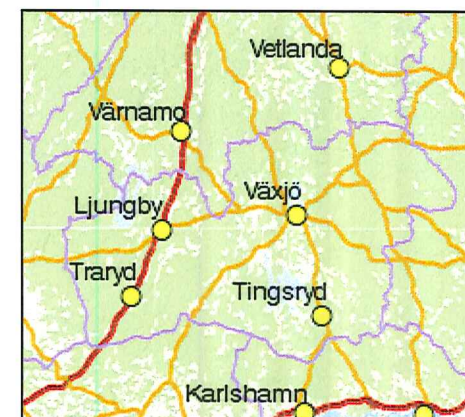 Vetlanda
Värnamo
Växjö
Ljungby
Traryd
Tingsryd
Karlshamn